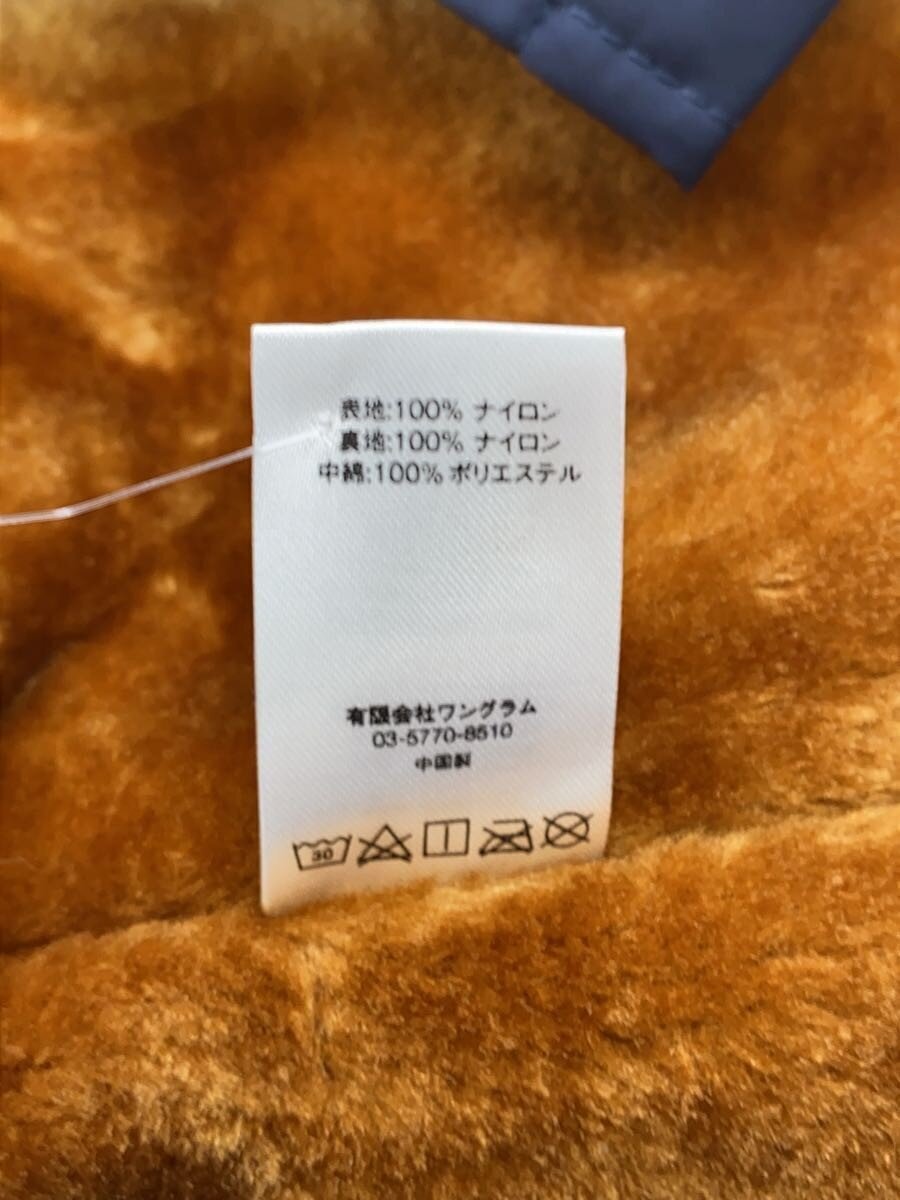 表地:100% ナイロン
裏地:100% ナイロン
中綿:100% ポリエステル
有限会社ワングラム
03-5770-8510
中国製
30